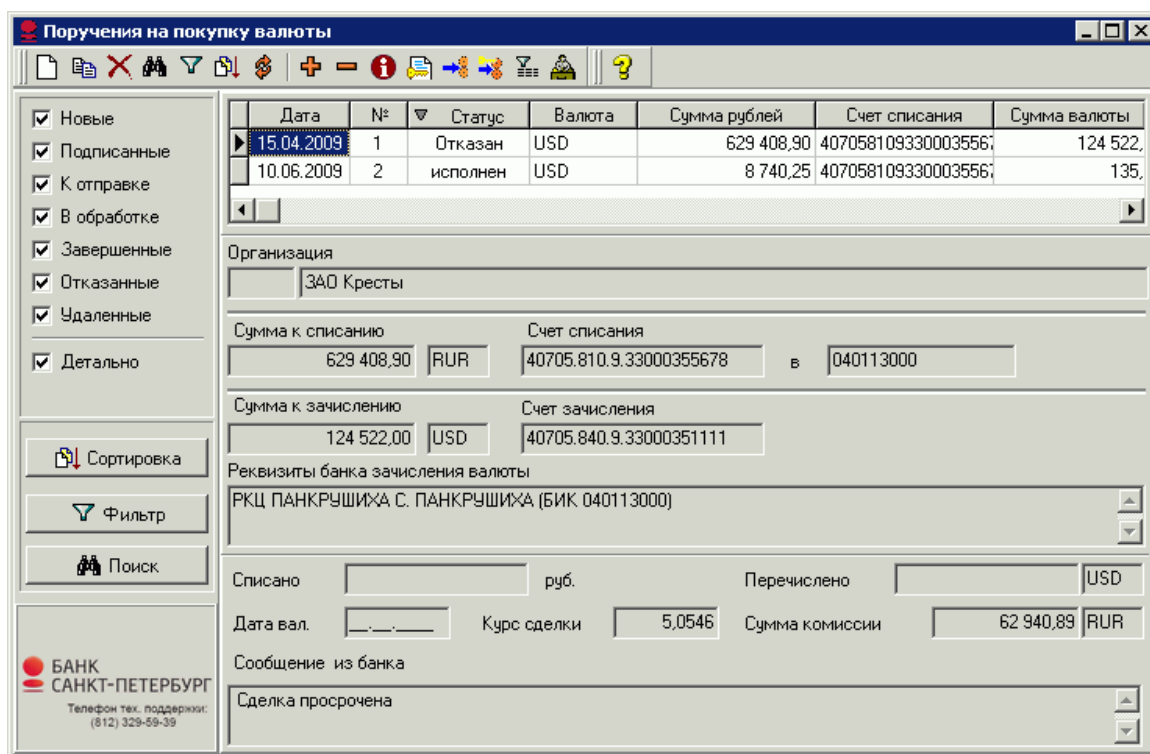 Поручения на покупку валюты
Новые
Подписанные
К отправке
В обработке
Завершенные
Отказанные
Удаленные
Детально
Сортировка
Фильтр
Поиск
БАНК
САНКТ-ПЕТЕРБУРГ
Телефон тех. поддержки:
(812) 329-59-39
Дата № Статус Валюта Сумма рублей Счет списания Сумма валюты
15.04.2009 1 Отказан USD 629 408,90 4070581093300035567 124 522,
10.06.2009 2 исполнен USD 8 740,25 4070581093300035567 135,
Организация
ЗАО Кресты
Сумма к списанию Счет списания
629 408,90 RUR 40705.810.9.33000355678 в 040113000
Сумма к зачислению Счет зачисления
124 522,00 USD 40705.840.9.33000351111
Реквизиты банка зачисления валюты
РКЦ ПАНКРУШИХА С. ПАНКРУШИХА (БИК 040113000)
Списано руб. Перечислено USD
Дата вал. __.__.____ Курс сделки 5,0546 Сумма комиссии 62 940,89 RUR
Сообщение из банка
Сделка просрочена